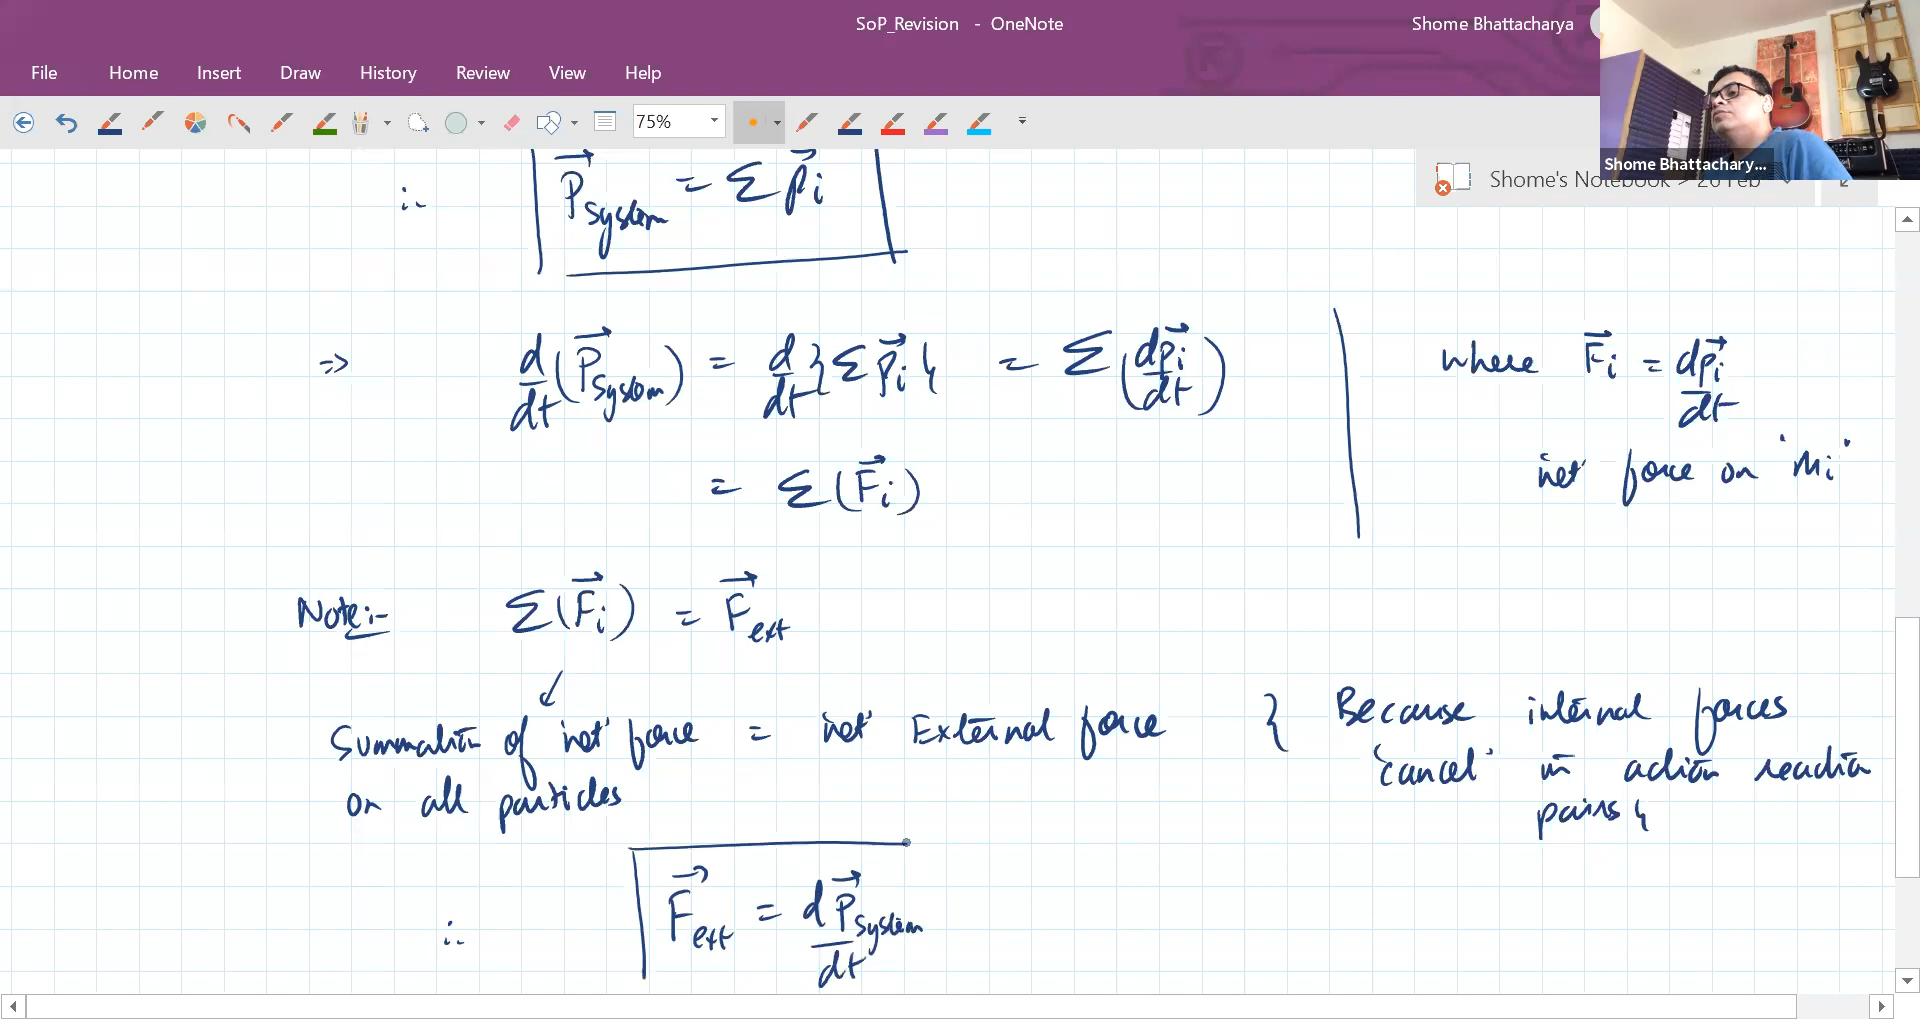 SoP_Revision - OneNote
Shome Bhattacharya
File Home Insert Draw History Review View Help
75%
Shome Bhattachary...
Shome's Notebook > 26 Feb
∴ P⃗system = Σ p⃗i
⇒ d/dt (P⃗system) = d/dt {Σ p⃗i} = Σ (dp⃗i/dt)
where F⃗i = dp⃗i/dt
'net' force on 'mi'
= Σ (F⃗i)
Note:- Σ (F⃗i) = F⃗ext
Summation of 'net' force = 'net' External force
on all particles
{ Because internal forces
'cancel' in action reaction
pairs }
∴ F⃗ext = dP⃗system/dt